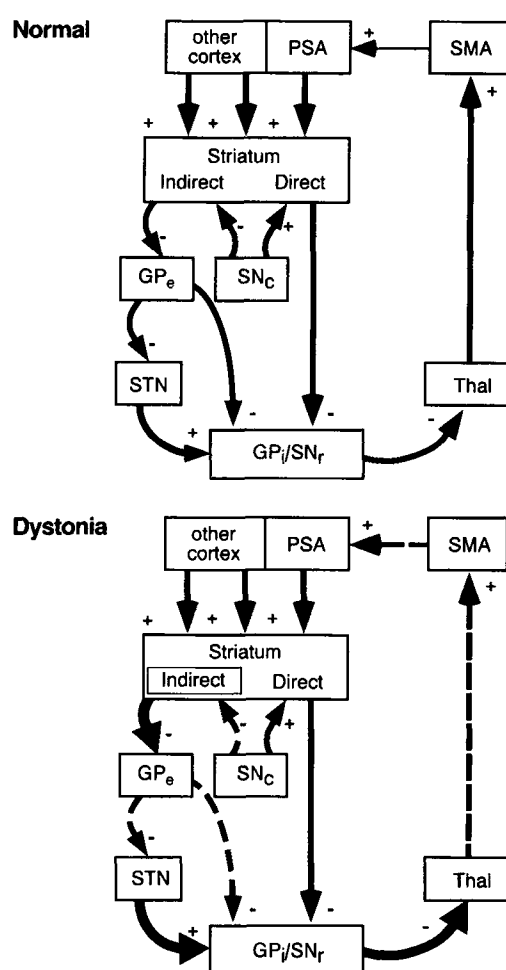 Normal
other cortex
PSA
SMA
+
+
+ + +
Striatum
Indirect Direct
- - +
GPe
SNc
-
STN
Thal
+ - - -
GPi/SNr
Dystonia
other cortex
PSA
SMA
+
+
+ + +
Striatum
Indirect Direct
- - +
GPe
SNc
-
STN
Thal
+ - - -
GPi/SNr